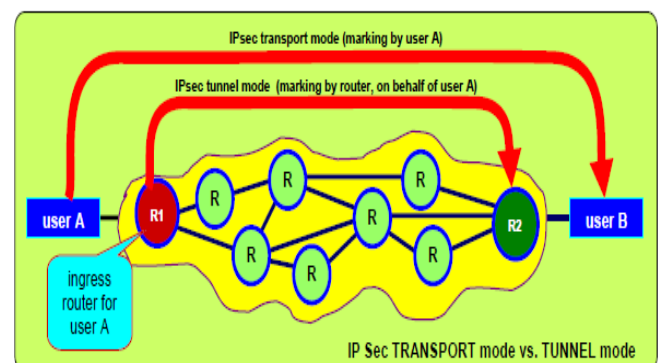 IPsec transport mode (marking by user A)
IPsec tunnel mode (marking by router, on behalf of user A)
R
R
R
user A
R1
R
R2
user B
R
R
ingress
router for
user A
IP Sec TRANSPORT mode vs. TUNNEL mode